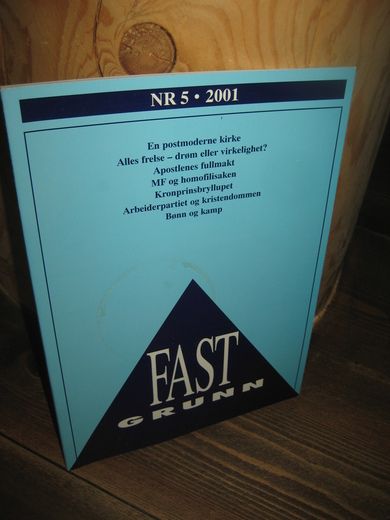 NR 5 • 2001
En postmoderne kirke
Alles frelse – drøm eller virkelighet?
Apostlenes fullmakt
MF og homofilisaken
Kronprinsbryllupet
Arbeiderpartiet og kristendommen
Bønn og kamp
FAST
GRUNN